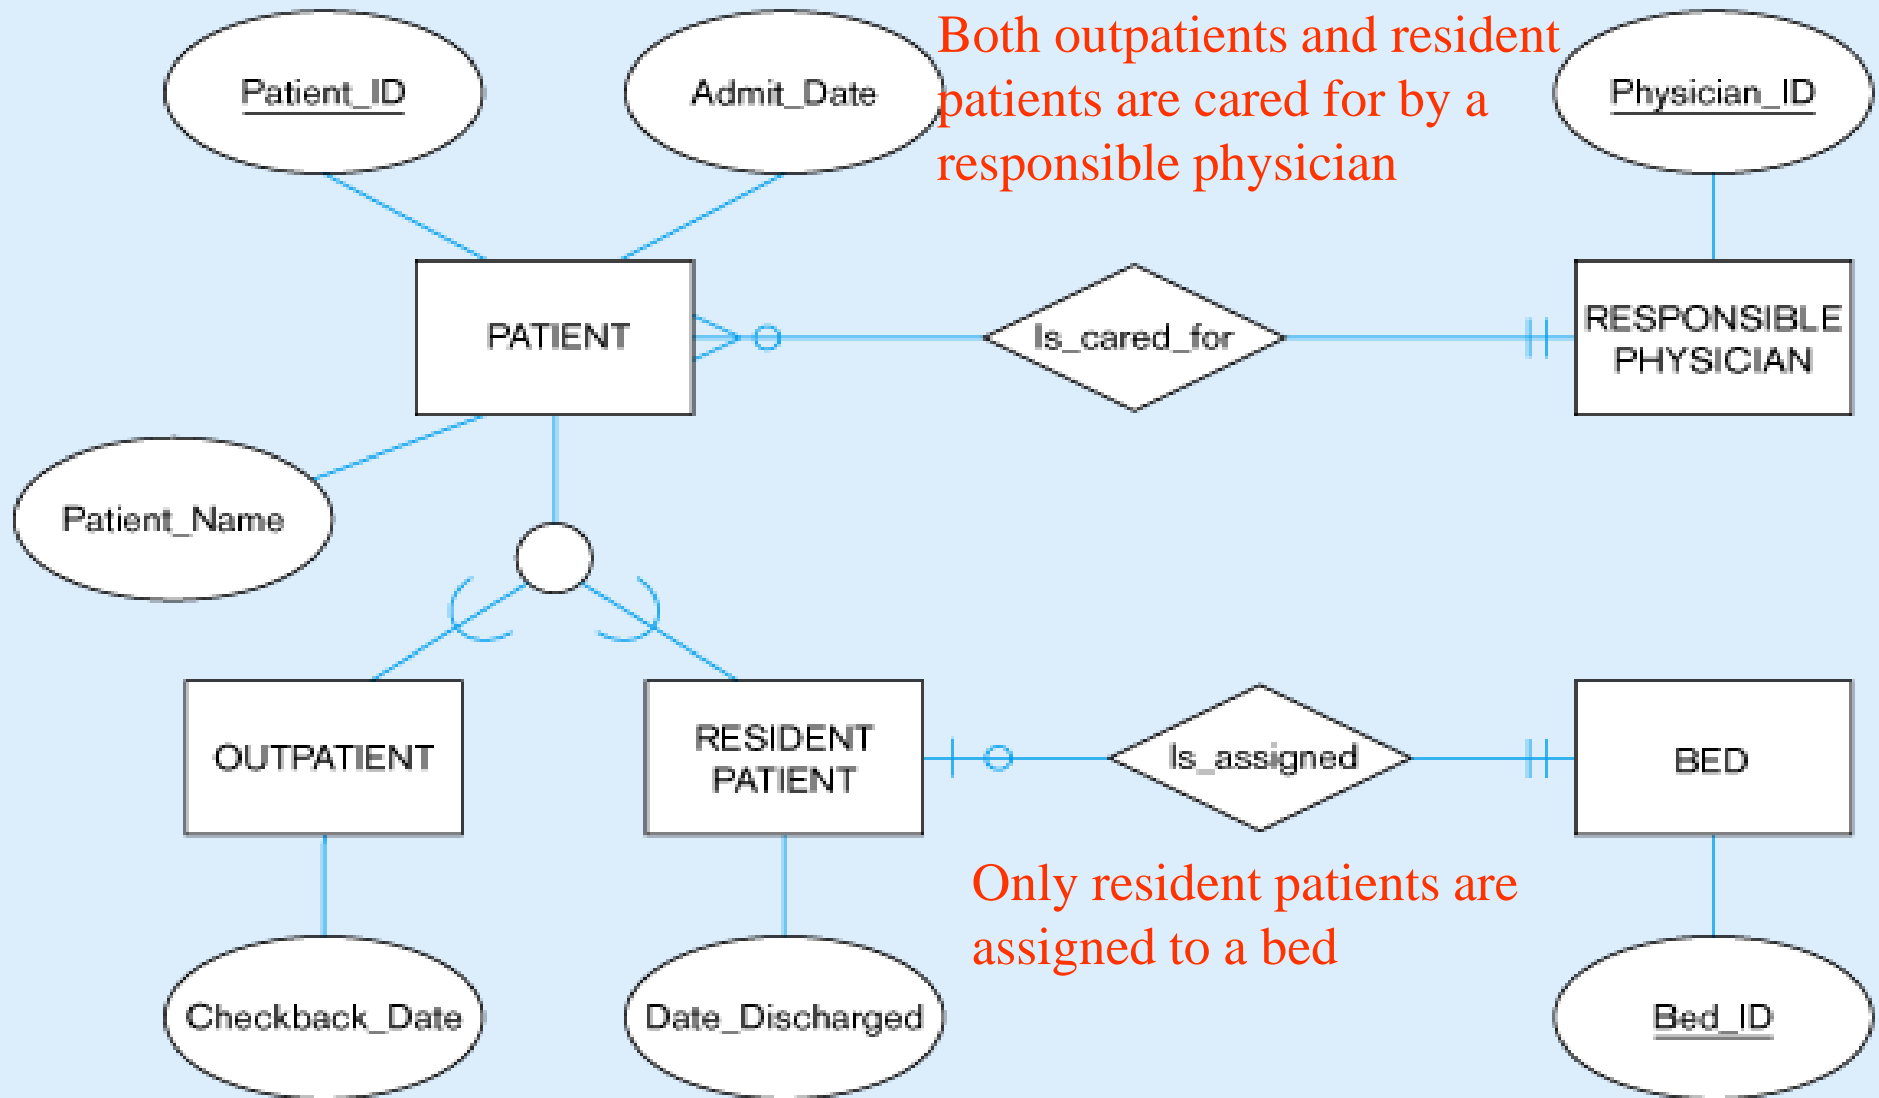 Patient_ID
Admit_Date
Both outpatients and resident
patients are cared for by a
responsible physician
Physician_ID
PATIENT
Is_cared_for
RESPONSIBLE
PHYSICIAN
Patient_Name
OUTPATIENT
RESIDENT
PATIENT
Is_assigned
BED
Only resident patients are
assigned to a bed
Checkback_Date
Date_Discharged
Bed_ID